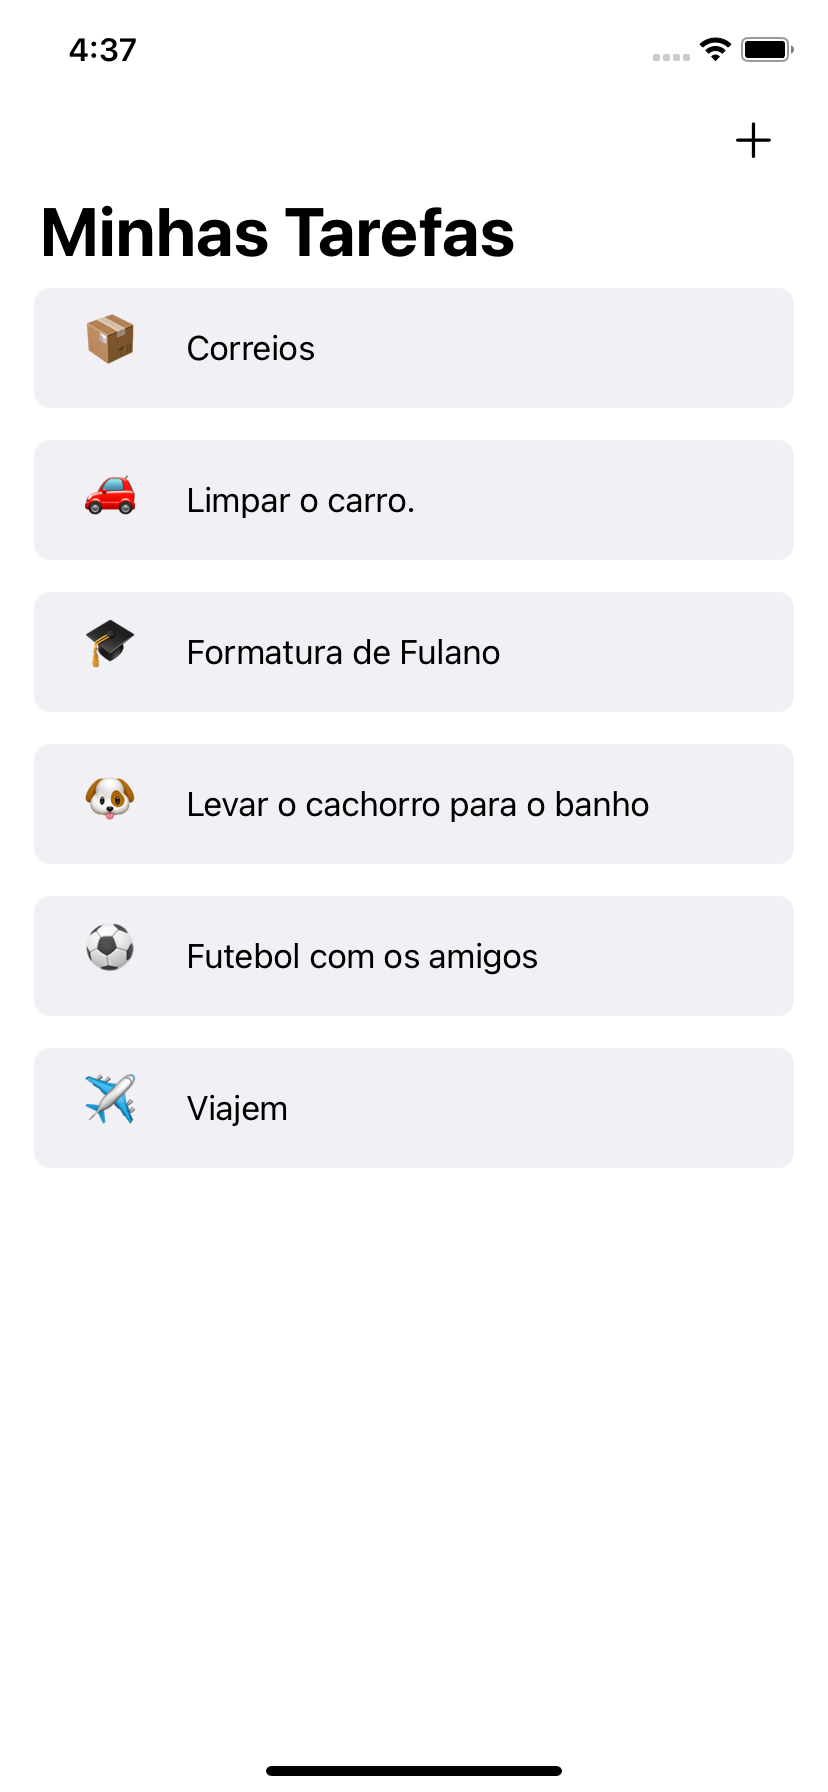 4:37
Minhas Tarefas
Correios
Limpar o carro.
Formatura de Fulano
Levar o cachorro para o banho
Futebol com os amigos
Viajem